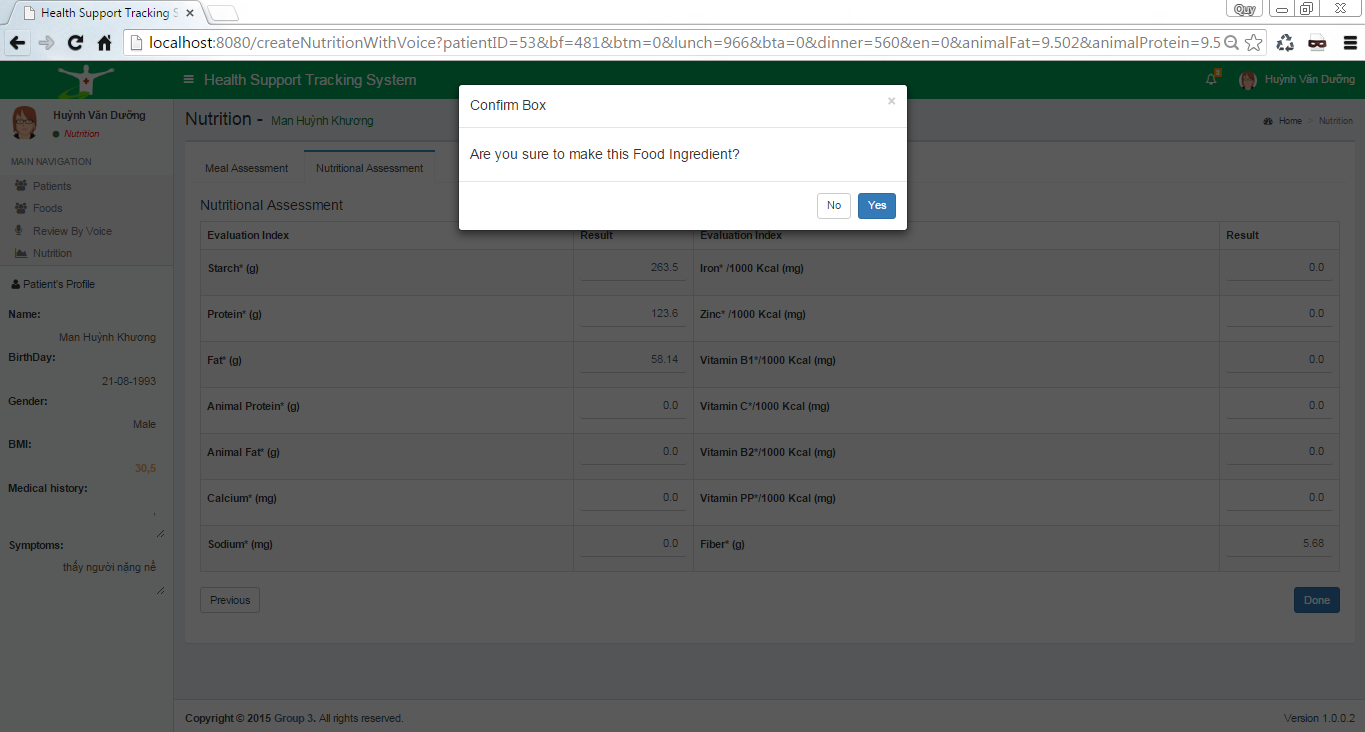 Health Support Tracking S
Quy
localhost:8080/createNutritionWithVoice?patientID=53&bf=481&btm=0&lunch=966&bta=0&dinner=560&en=0&animalFat=9.502&animalProtein=9.5
Health Support Tracking System
Huỳnh Văn Dưỡng
Huỳnh Văn Dưỡng
Nutrition
MAIN NAVIGATION
Patients
Foods
Review By Voice
Nutrition
Patient's Profile
Name:
Man Huỳnh Khương
BirthDay:
21-08-1993
Gender:
Male
BMI:
30,5
Medical history:
,
Symptoms:
thấy người nặng nề
Nutrition - Man Huỳnh Khương
Home > Nutrition
Confirm Box ×
Are you sure to make this Food Ingredient?
No Yes
Meal Assessment Nutritional Assessment
Nutritional Assessment
Evaluation Index Result Evaluation Index Result
Starch* (g) 263.5 Iron* /1000 Kcal (mg) 0.0
Protein* (g) 123.6 Zinc* /1000 Kcal (mg) 0.0
Fat* (g) 58.14 Vitamin B1*/1000 Kcal (mg) 0.0
Animal Protein* (g) 0.0 Vitamin C*/1000 Kcal (mg) 0.0
Animal Fat* (g) 0.0 Vitamin B2*/1000 Kcal (mg) 0.0
Calcium* (mg) 0.0 Vitamin PP*/1000 Kcal (mg) 0.0
Sodium* (mg) 0.0 Fiber* (g) 5.68
Previous Done
Copyright © 2015 Group 3. All rights reserved. Version 1.0.0.2